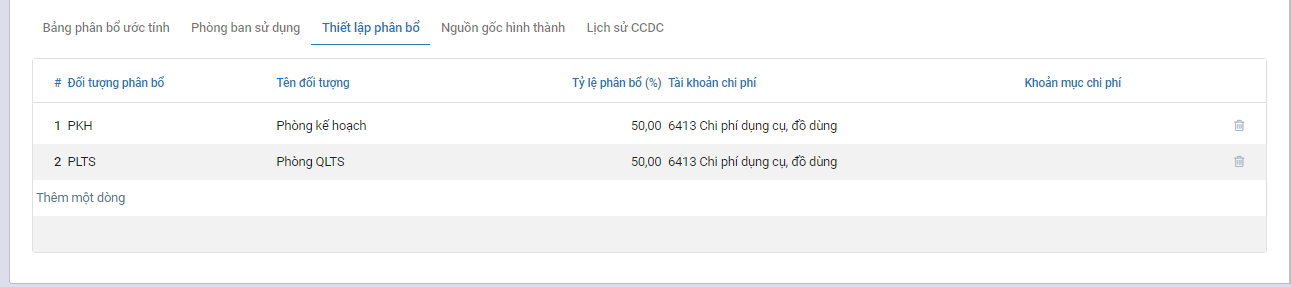 Bảng phân bổ ước tính Phòng ban sử dụng Thiết lập phân bổ Nguồn gốc hình thành Lịch sử CCDC
# Đối tượng phân bổ Tên đối tượng Tỷ lệ phân bổ (%) Tài khoản chi phí Khoản mục chi phí
1 PKH Phòng kế hoạch 50,00 6413 Chi phí dụng cụ, đồ dùng
2 PLTS Phòng QLTS 50,00 6413 Chi phí dụng cụ, đồ dùng
Thêm một dòng